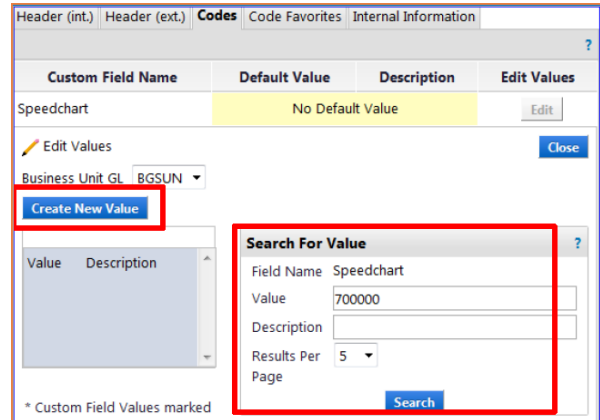 Header (int.) Header (ext.) Codes Code Favorites Internal Information
?
Custom Field Name Default Value Description Edit Values
Speedchart No Default Value Edit
Edit Values Close
Business Unit GL BGSUN
Create New Value
Search For Value ?
Value Description
Field Name Speedchart
Value 700000
Description
Results Per 5
Page
Search
* Custom Field Values marked